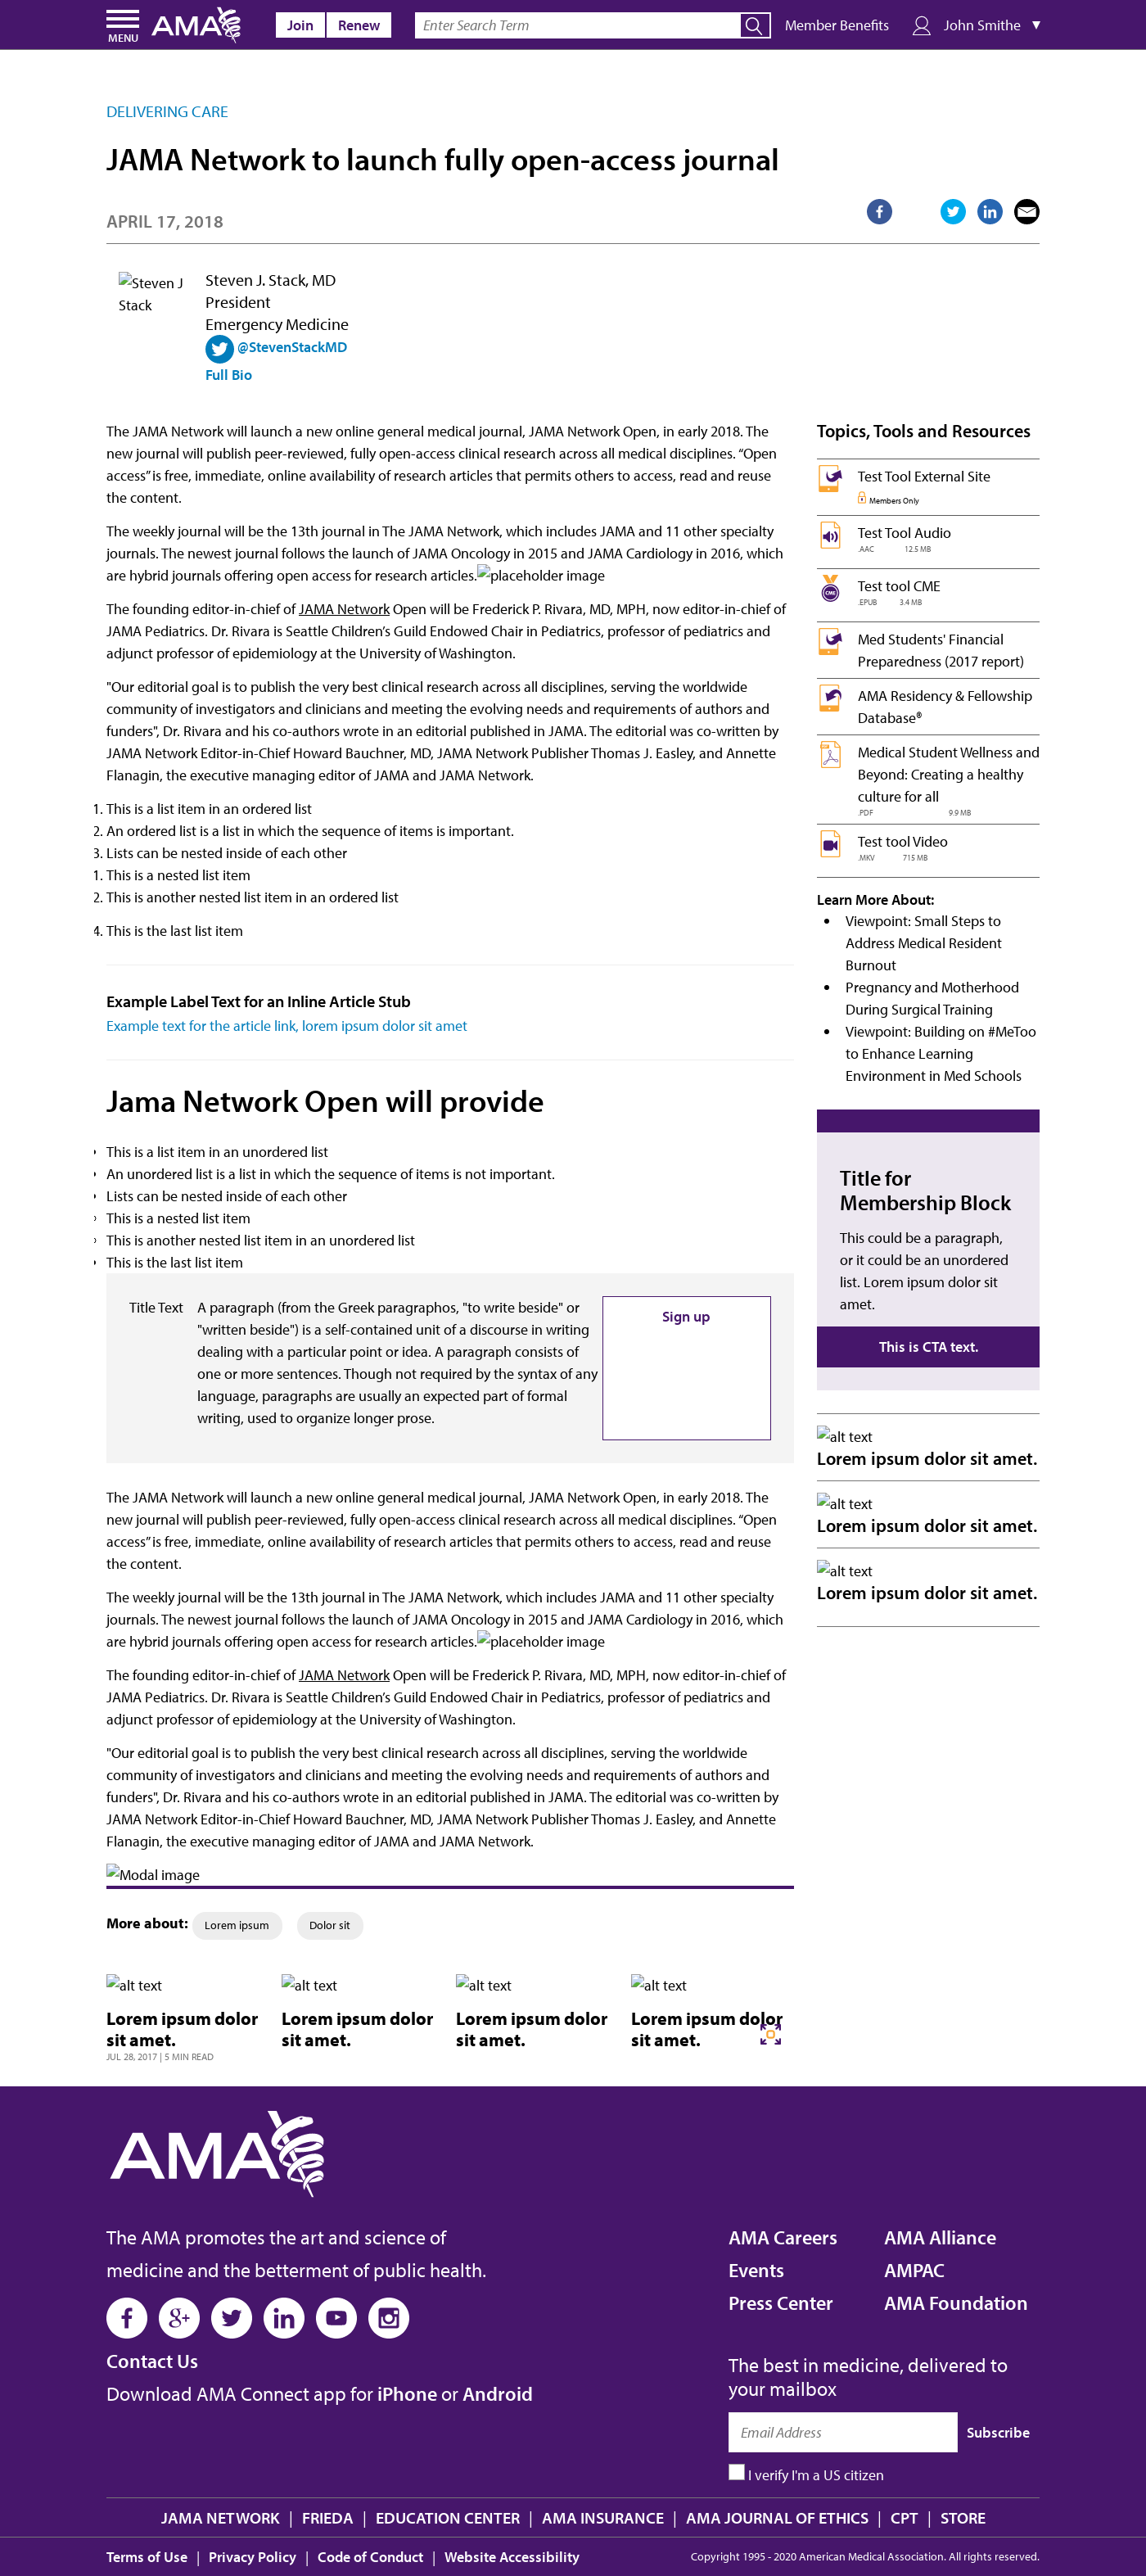 MENU
AMA
Join
Renew
Enter Search Term
Member Benefits
John Smithe
DELIVERING CARE
JAMA Network to launch fully open-access journal
APRIL 17, 2018
Steven J
Stack
Steven J. Stack, MD
President
Emergency Medicine
@StevenStackMD
Full Bio
The JAMA Network will launch a new online general medical journal, JAMA Network Open, in early 2018. The
new journal will publish peer-reviewed, fully open-access clinical research across all medical disciplines. “Open
access” is free, immediate, online availability of research articles that permits others to access, read and reuse
the content.
The weekly journal will be the 13th journal in The JAMA Network, which includes JAMA and 11 other specialty
journals. The newest journal follows the launch of JAMA Oncology in 2015 and JAMA Cardiology in 2016, which
are hybrid journals offering open access for research articles. placeholder image
The founding editor-in-chief of JAMA Network Open will be Frederick P. Rivara, MD, MPH, now editor-in-chief of
JAMA Pediatrics. Dr. Rivara is Seattle Children’s Guild Endowed Chair in Pediatrics, professor of pediatrics and
adjunct professor of epidemiology at the University of Washington.
"Our editorial goal is to publish the very best clinical research across all disciplines, serving the worldwide
community of investigators and clinicians and meeting the evolving needs and requirements of authors and
funders", Dr. Rivara and his co-authors wrote in an editorial published in JAMA. The editorial was co-written by
JAMA Network Editor-in-Chief Howard Bauchner, MD, JAMA Network Publisher Thomas J. Easley, and Annette
Flanagin, the executive managing editor of JAMA and JAMA Network.
1. This is a list item in an ordered list
2. An ordered list is a list in which the sequence of items is important.
3. Lists can be nested inside of each other
1. This is a nested list item
2. This is another nested list item in an ordered list
4. This is the last list item
Example Label Text for an Inline Article Stub
Example text for the article link, lorem ipsum dolor sit amet
Jama Network Open will provide
This is a list item in an unordered list
An unordered list is a list in which the sequence of items is not important.
Lists can be nested inside of each other
This is a nested list item
This is another nested list item in an unordered list
This is the last list item
Title Text
A paragraph (from the Greek paragraphos, "to write beside" or
"written beside") is a self-contained unit of a discourse in writing
dealing with a particular point or idea. A paragraph consists of
one or more sentences. Though not required by the syntax of any
language, paragraphs are usually an expected part of formal
writing, used to organize longer prose.
Sign up
The JAMA Network will launch a new online general medical journal, JAMA Network Open, in early 2018. The
new journal will publish peer-reviewed, fully open-access clinical research across all medical disciplines. “Open
access” is free, immediate, online availability of research articles that permits others to access, read and reuse
the content.
The weekly journal will be the 13th journal in The JAMA Network, which includes JAMA and 11 other specialty
journals. The newest journal follows the launch of JAMA Oncology in 2015 and JAMA Cardiology in 2016, which
are hybrid journals offering open access for research articles. placeholder image
The founding editor-in-chief of JAMA Network Open will be Frederick P. Rivara, MD, MPH, now editor-in-chief of
JAMA Pediatrics. Dr. Rivara is Seattle Children’s Guild Endowed Chair in Pediatrics, professor of pediatrics and
adjunct professor of epidemiology at the University of Washington.
"Our editorial goal is to publish the very best clinical research across all disciplines, serving the worldwide
community of investigators and clinicians and meeting the evolving needs and requirements of authors and
funders", Dr. Rivara and his co-authors wrote in an editorial published in JAMA. The editorial was co-written by
JAMA Network Editor-in-Chief Howard Bauchner, MD, JAMA Network Publisher Thomas J. Easley, and Annette
Flanagin, the executive managing editor of JAMA and JAMA Network.
Modal image
More about: Lorem ipsum Dolor sit
Topics, Tools and Resources
Test Tool External Site
Members Only
Test Tool Audio
.AAC 12.5 MB
CME
Test tool CME
.EPUB 3.4 MB
Med Students' Financial
Preparedness (2017 report)
AMA Residency & Fellowship
Database®
Medical Student Wellness and
Beyond: Creating a healthy
culture for all
.PDF 9.9 MB
Test tool Video
.MKV 715 MB
Learn More About:
Viewpoint: Small Steps to
Address Medical Resident
Burnout
Pregnancy and Motherhood
During Surgical Training
Viewpoint: Building on #MeToo
to Enhance Learning
Environment in Med Schools
Title for
Membership Block
This could be a paragraph,
or it could be an unordered
list. Lorem ipsum dolor sit
amet.
This is CTA text.
alt text
Lorem ipsum dolor sit amet.
alt text
Lorem ipsum dolor sit amet.
alt text
Lorem ipsum dolor sit amet.
alt text
Lorem ipsum dolor
sit amet.
JUL 28, 2017 | 5 MIN READ
alt text
Lorem ipsum dolor
sit amet.
alt text
Lorem ipsum dolor
sit amet.
alt text
Lorem ipsum dolor
sit amet.
AMA
The AMA promotes the art and science of
medicine and the betterment of public health.
Contact Us
Download AMA Connect app for iPhone or Android
AMA Careers
Events
Press Center
AMA Alliance
AMPAC
AMA Foundation
The best in medicine, delivered to
your mailbox
Email Address
Subscribe
I verify I'm a US citizen
JAMA NETWORK | FRIEDA | EDUCATION CENTER | AMA INSURANCE | AMA JOURNAL OF ETHICS | CPT | STORE
Terms of Use | Privacy Policy | Code of Conduct | Website Accessibility
Copyright 1995 - 2020 American Medical Association. All rights reserved.